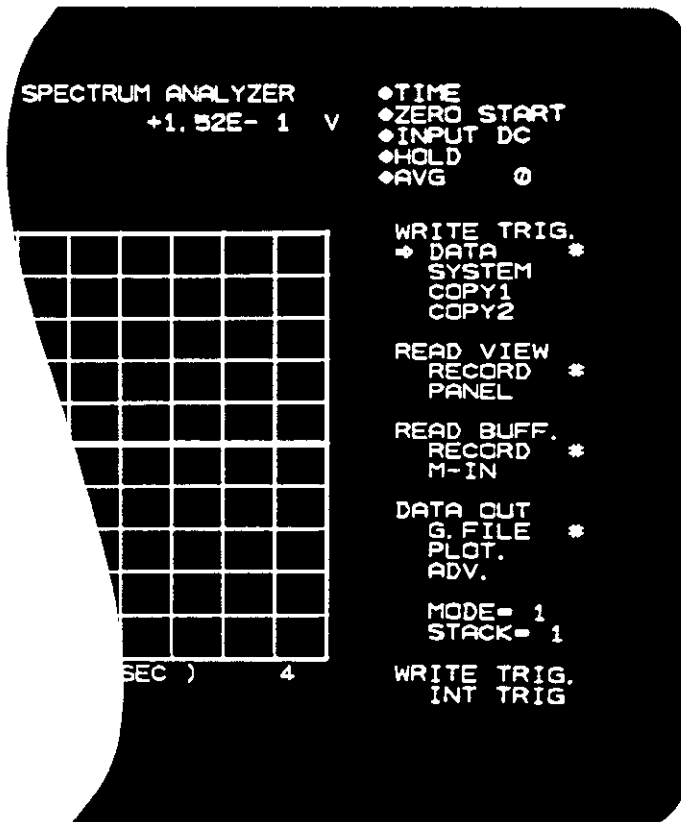 SPECTRUM ANALYZER
+1.52E- 1 V
◆TIME
◆ZERO START
◆INPUT DC
◆HOLD
◆AVG 0
WRITE TRIG.
➔ DATA *
SYSTEM
COPY1
COPY2
READ VIEW
RECORD *
PANEL
READ BUFF.
RECORD *
M-IN
DATA OUT
G.FILE *
PLOT.
ADV.
MODE= 1
STACK= 1
SEC ) 4
WRITE TRIG.
INT TRIG